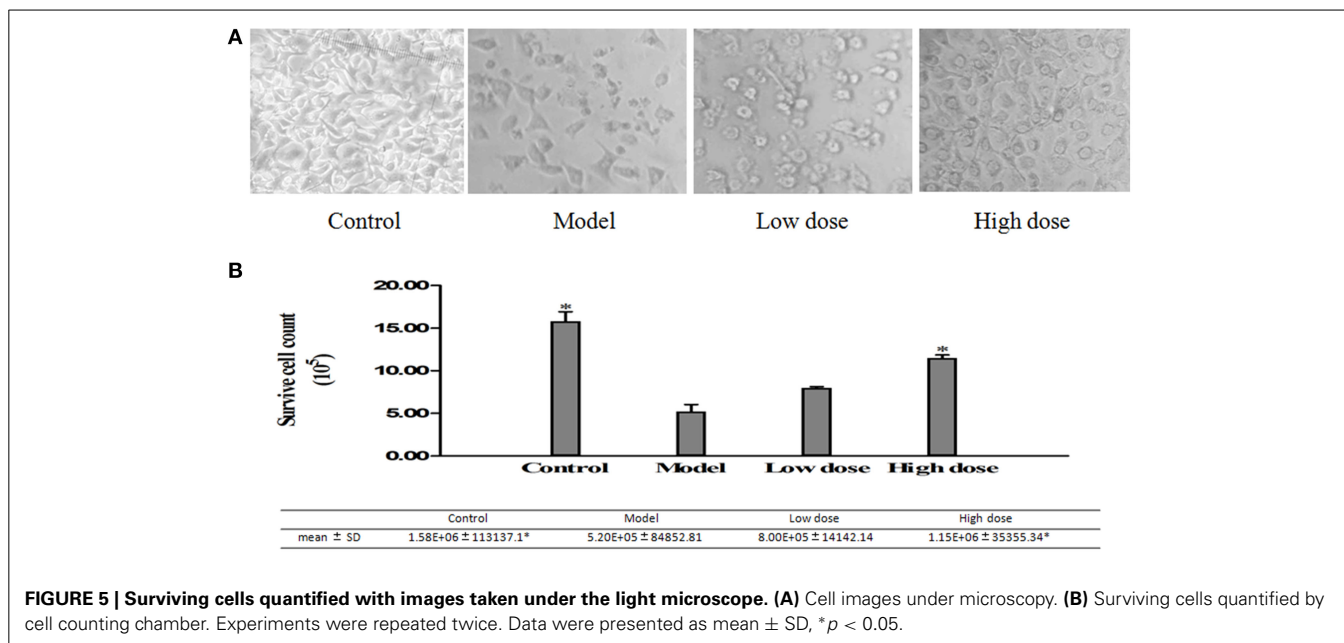 A
Control Model Low dose High dose
B
20.00
15.00
10.00
5.00
0.00
Survive cell count
(10⁵)
* *
Control Model Low dose High dose
Control Model Low dose High dose
mean ± SD 1.58E+06±113137.1* 5.20E+05±84852.81 8.00E+05±14142.14 1.15E+06±35355.34*
FIGURE 5 | Surviving cells quantified with images taken under the light microscope. (A) Cell images under microscopy. (B) Surviving cells quantified by
cell counting chamber. Experiments were repeated twice. Data were presented as mean ± SD, *p < 0.05.